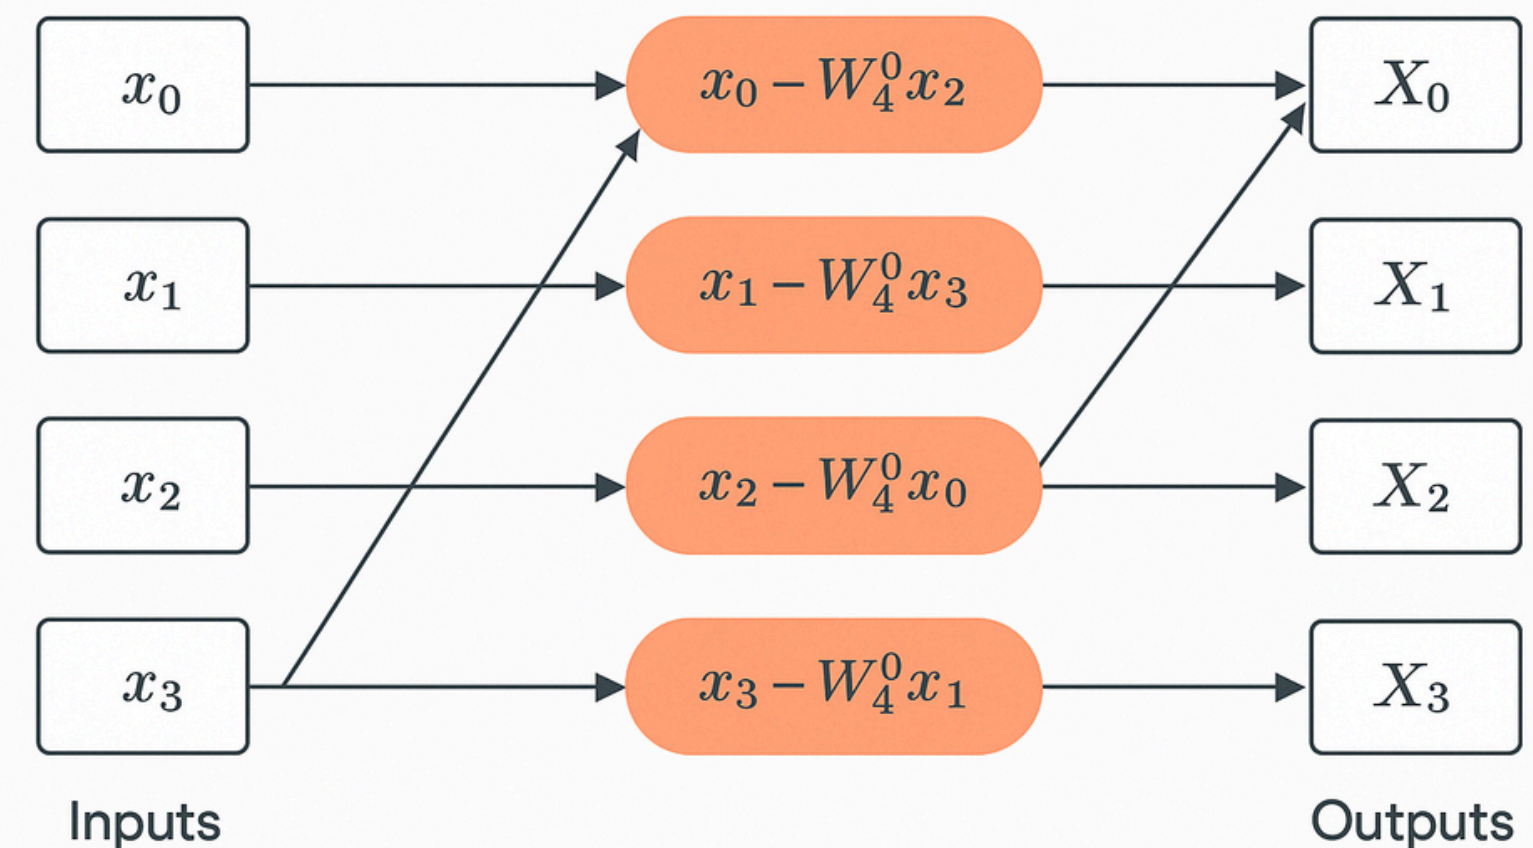 x₀ x₀ − W₄⁰x₂ X₀
x₁ x₁ − W₄⁰x₃ X₁
x₂ x₂ − W₄⁰x₀ X₂
x₃ x₃ − W₄⁰x₁ X₃
Inputs Outputs